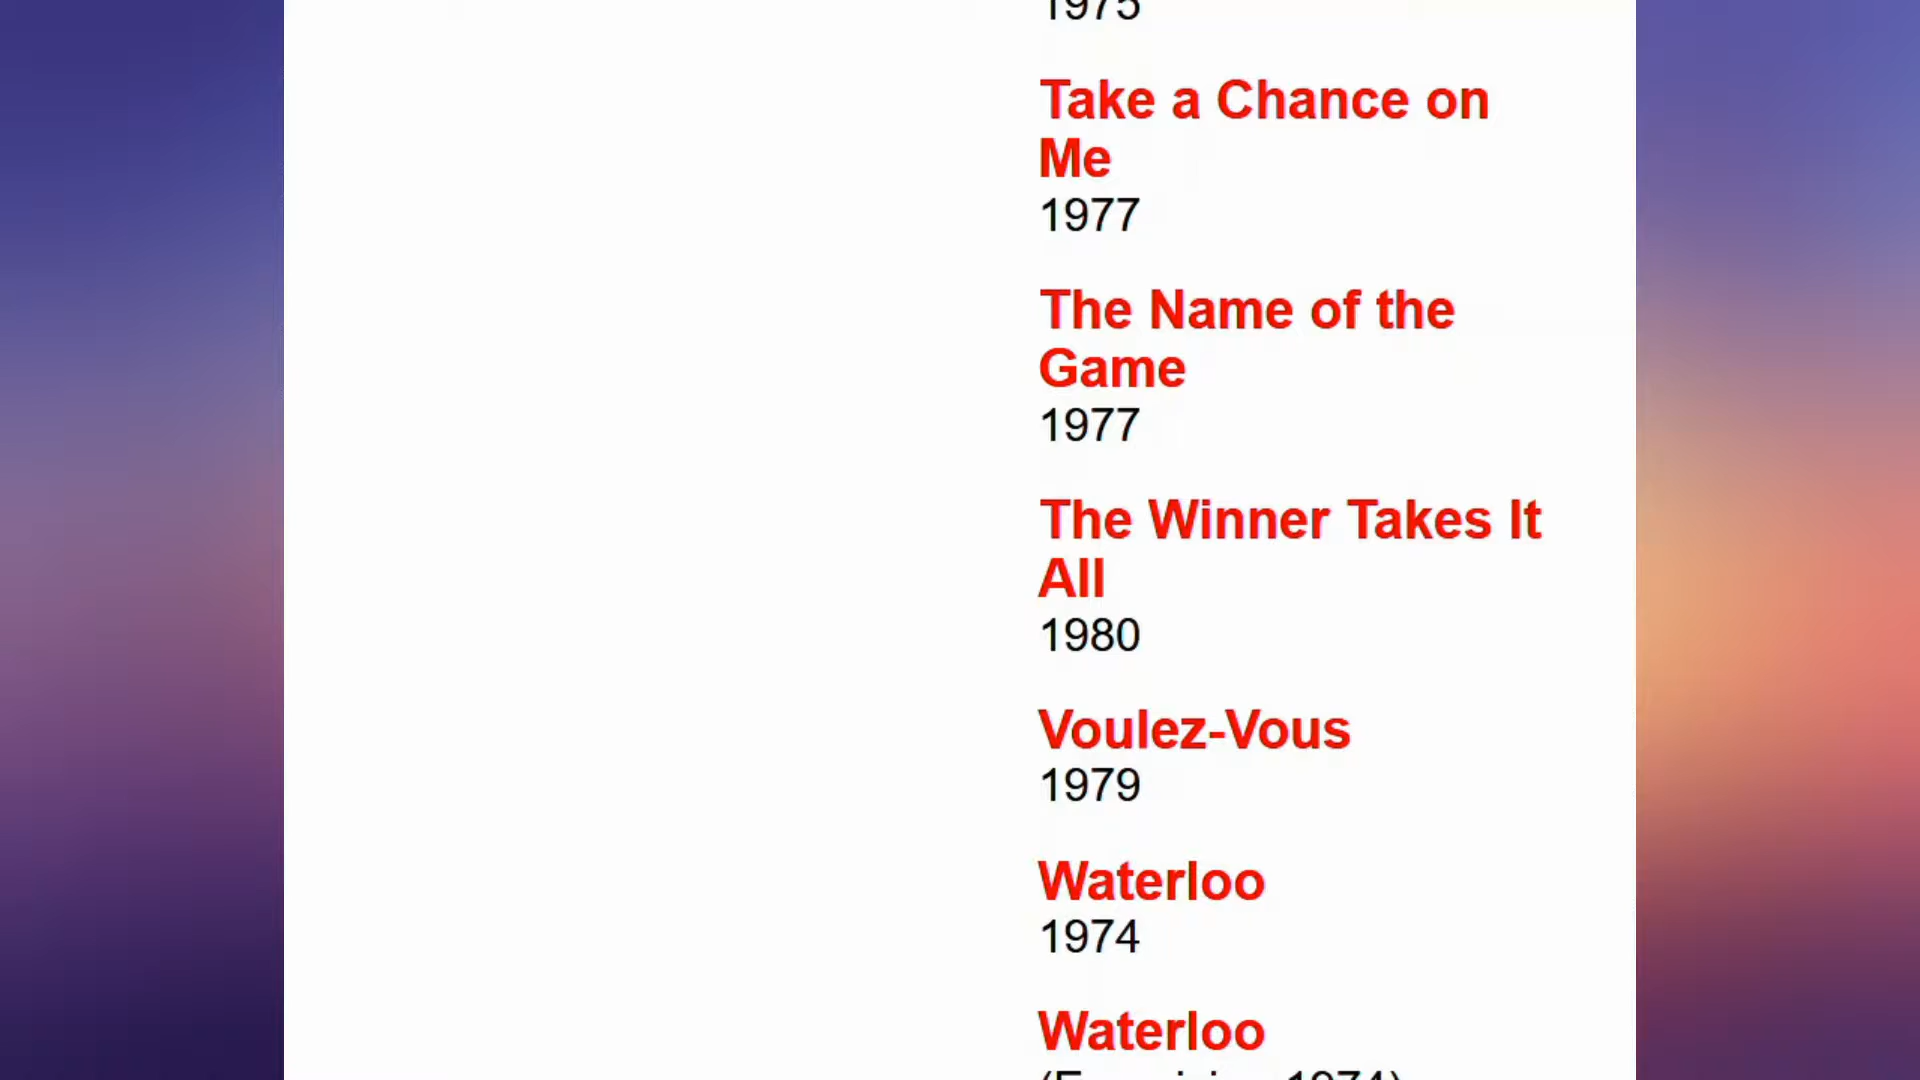 1975
Take a Chance on
Me
1977
The Name of the
Game
1977
The Winner Takes It
All
1980
Voulez-Vous
1979
Waterloo
1974
Waterloo